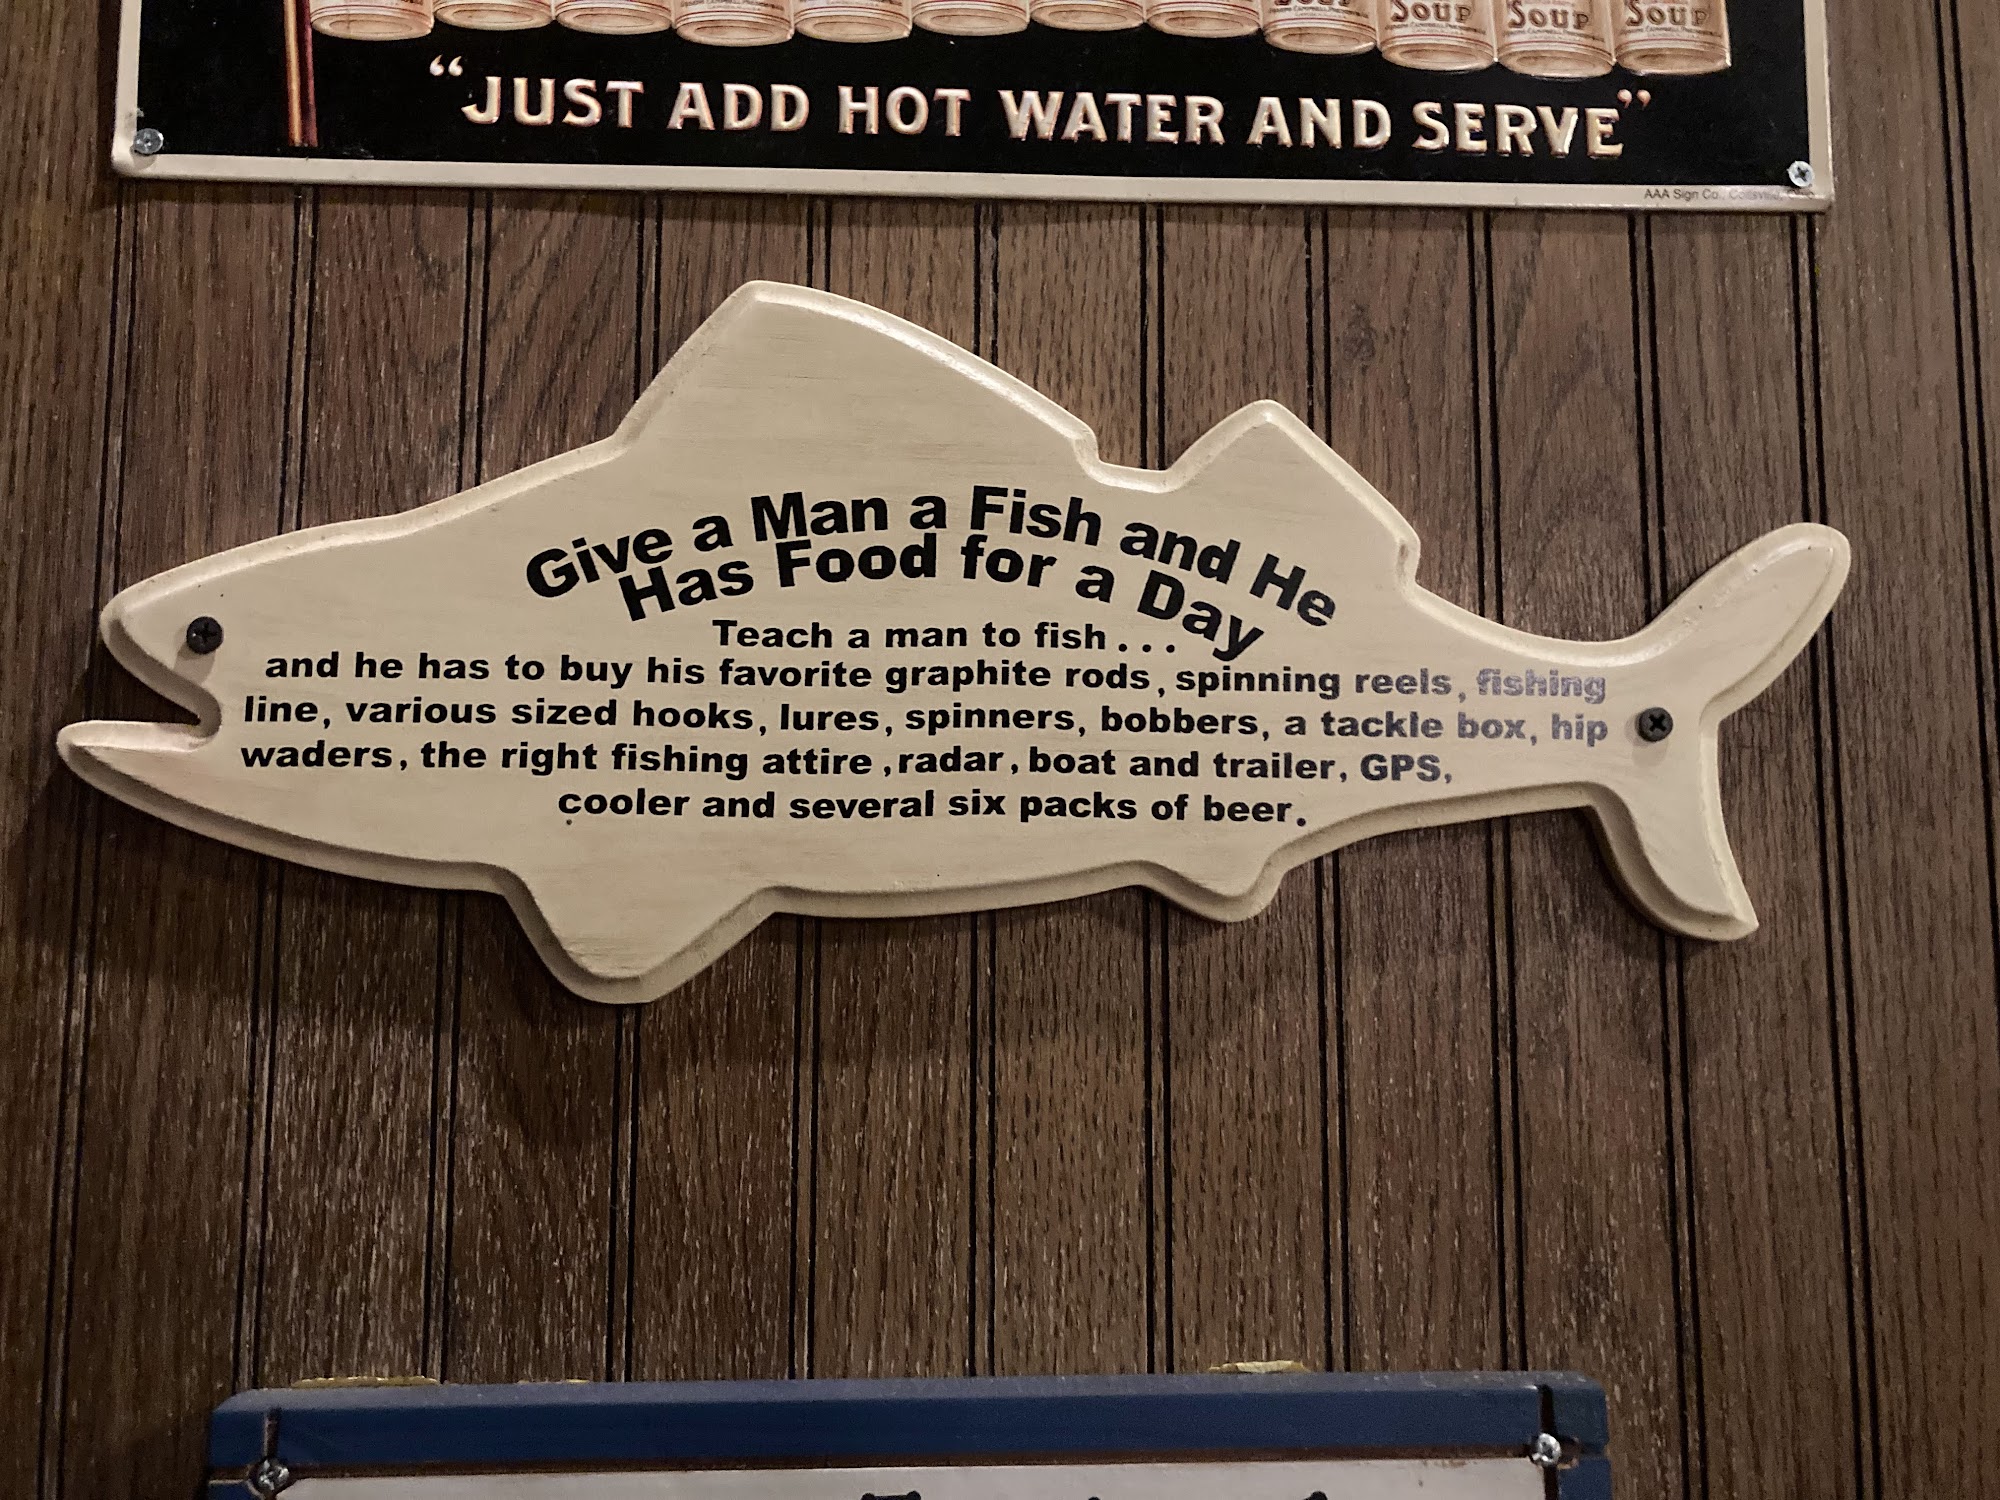 SOUP SOUP SOUP
"JUST ADD HOT WATER AND SERVE"
AAA Sign Co.,
Give a Man a Fish and He
Has Food for a Day
Teach a man to fish . . .
and he has to buy his favorite graphite rods, spinning reels, fishing
line, various sized hooks, lures, spinners, bobbers, a tackle box, hip
waders, the right fishing attire ,radar, boat and trailer, GPS,
cooler and several six packs of beer.